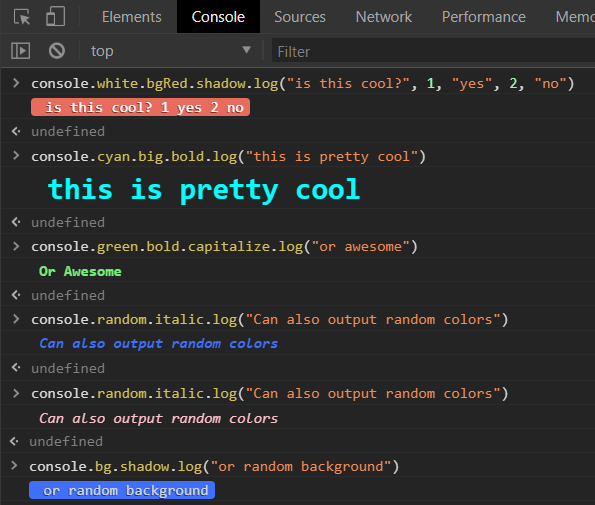 Elements Console Sources Network Performance Memo
top Filter
console.white.bgRed.shadow.log("is this cool?", 1, "yes", 2, "no")
is this cool? 1 yes 2 no
undefined
console.cyan.big.bold.log("this is pretty cool")
this is pretty cool
undefined
console.green.bold.capitalize.log("or awesome")
Or Awesome
undefined
console.random.italic.log("Can also output random colors")
Can also output random colors
undefined
console.random.italic.log("Can also output random colors")
Can also output random colors
undefined
console.bg.shadow.log("or random background")
or random background